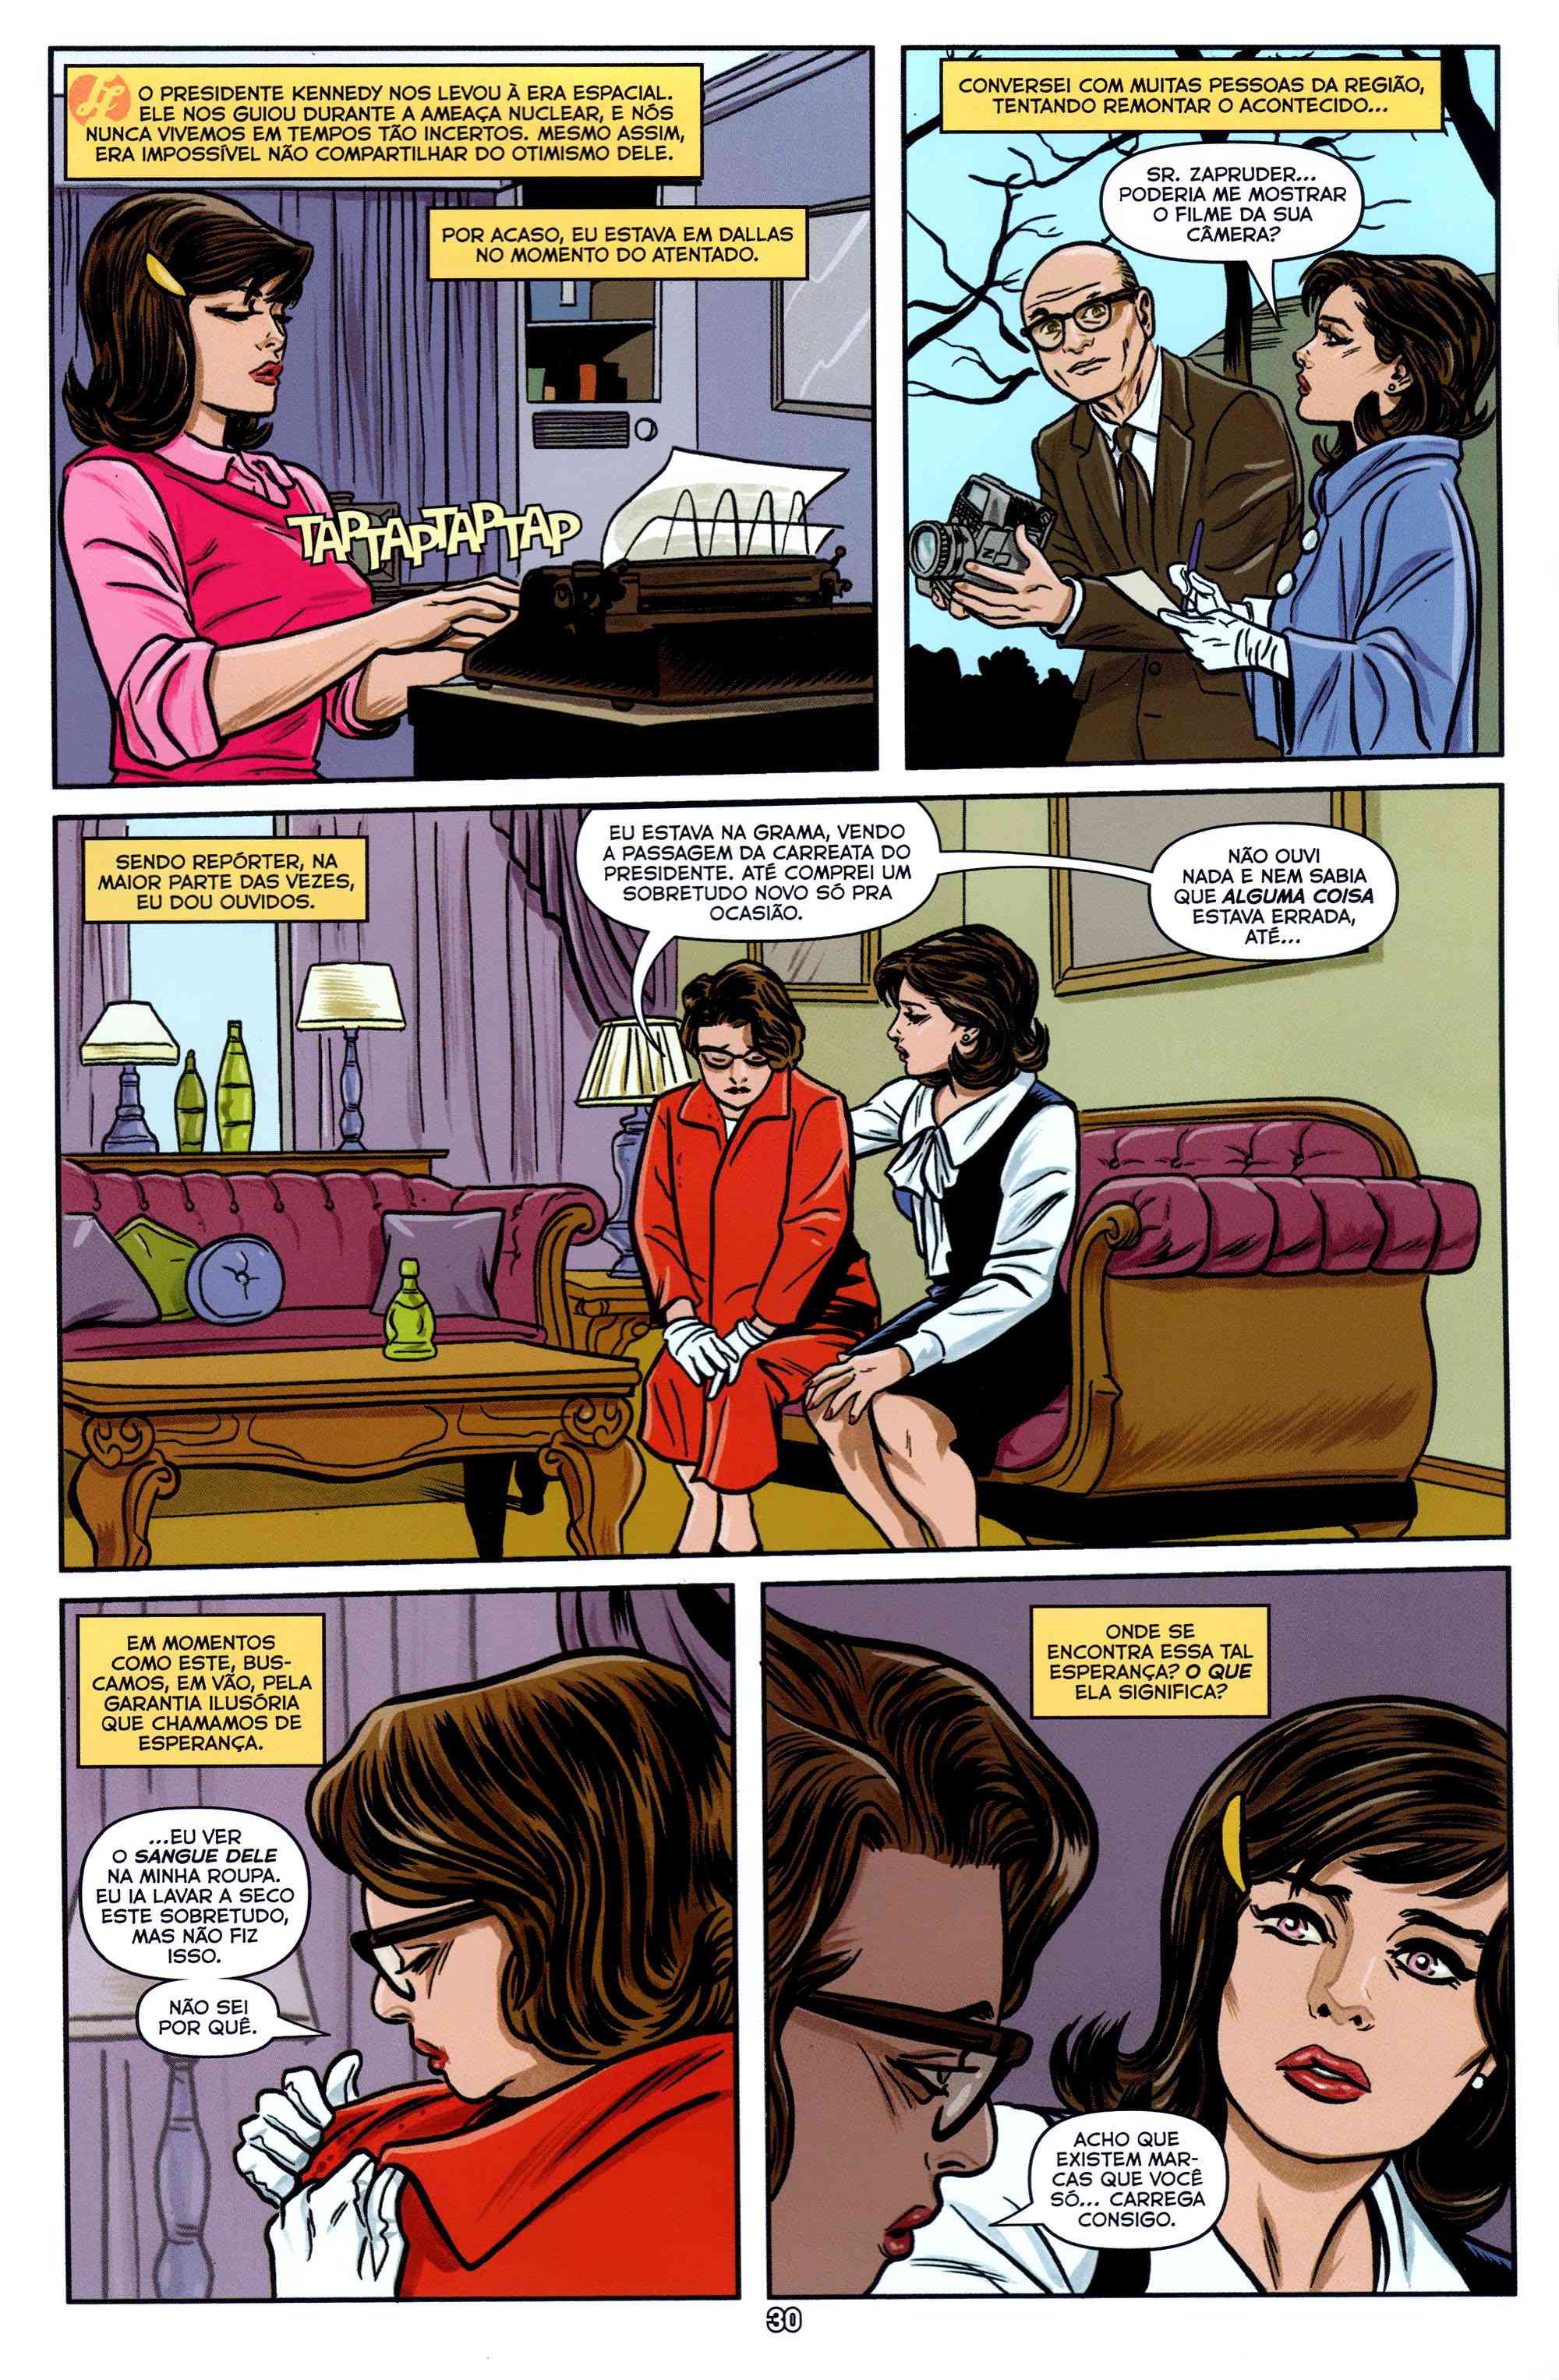 LL
O PRESIDENTE KENNEDY NOS LEVOU À ERA ESPACIAL.
ELE NOS GUIOU DURANTE A AMEAÇA NUCLEAR, E NÓS
NUNCA VIVEMOS EM TEMPOS TÃO INCERTOS. MESMO ASSIM,
ERA IMPOSSÍVEL NÃO COMPARTILHAR DO OTIMISMO DELE.
POR ACASO, EU ESTAVA EM DALLAS
NO MOMENTO DO ATENTADO.
TAPTAPTAPTAP
CONVERSEI COM MUITAS PESSOAS DA REGIÃO,
TENTANDO REMONTAR O ACONTECIDO...
SR. ZAPRUDER...
PODERIA ME MOSTRAR
O FILME DA SUA
CÂMERA?
SENDO REPÓRTER, NA
MAIOR PARTE DAS VEZES,
EU DOU OUVIDOS.
EU ESTAVA NA GRAMA, VENDO
A PASSAGEM DA CARREATA DO
PRESIDENTE. ATÉ COMPREI UM
SOBRETUDO NOVO SÓ PRA
OCASIÃO.
NÃO OUVI
NADA E NEM SABIA
QUE ALGUMA COISA
ESTAVA ERRADA,
ATÉ...
EM MOMENTOS
COMO ESTE, BUS-
CAMOS, EM VÃO, PELA
GARANTIA ILUSÓRIA
QUE CHAMAMOS DE
ESPERANÇA.
...EU VER
O SANGUE DELE
NA MINHA ROUPA.
EU IA LAVAR A SECO
ESTE SOBRETUDO,
MAS NÃO FIZ
ISSO.
NÃO SEI
POR QUÊ.
ONDE SE
ENCONTRA ESSA TAL
ESPERANÇA? O QUE
ELA SIGNIFICA?
ACHO QUE
EXISTEM MAR-
CAS QUE VOCÊ
SÓ... CARREGA
CONSIGO.
30